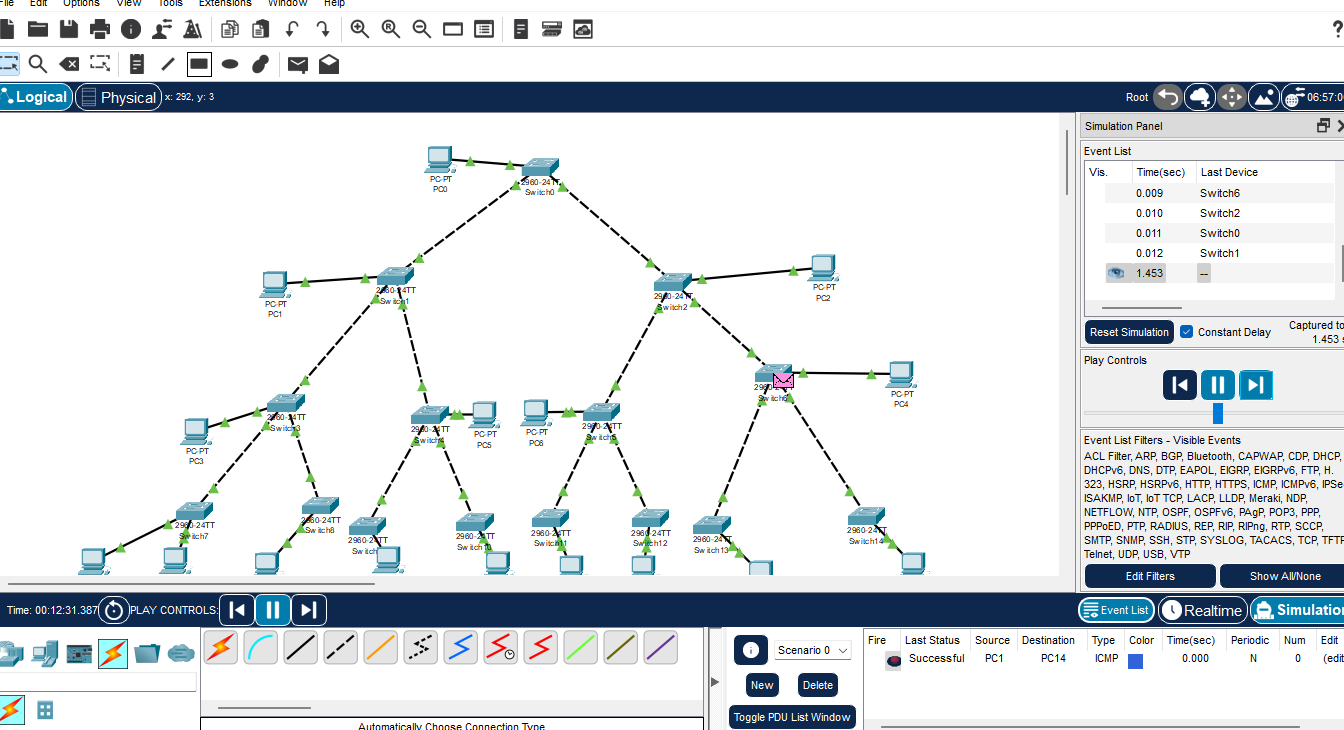 File Edit Options View Tools Extensions Window Help
Logical Physical x: 292, y: 3 Root 06:57:0
Simulation Panel
Event List
Vis. Time(sec) Last Device
0.009 Switch6
0.010 Switch2
0.011 Switch0
0.012 Switch1
1.453 --
Reset Simulation Constant Delay Captured to
1.453 s
Play Controls
Event List Filters - Visible Events
ACL Filter, ARP, BGP, Bluetooth, CAPWAP, CDP, DHCP,
DHCPv6, DNS, DTP, EAPOL, EIGRP, EIGRPv6, FTP, H.
323, HSRP, HSRPv6, HTTP, HTTPS, ICMP, ICMPv6, IPSe
ISAKMP, IoT, IoT TCP, LACP, LLDP, Meraki, NDP,
NETFLOW, NTP, OSPF, OSPFv6, PAgP, POP3, PPP,
PPPoED, PTP, RADIUS, REP, RIP, RIPng, RTP, SCCP,
SMTP, SNMP, SSH, STP, SYSLOG, TACACS, TCP, TFTP
Telnet, UDP, USB, VTP
Edit Filters Show All/None
PC-PT
PC0
2960-24TT
Switch0
PC-PT
PC1
2960-24TT
Switch1
2960-24TT
Switch2
PC-PT
PC2
Switch6
PC-PT
PC4
PC-PT
PC3
2960-24TT
Switch3
2960-24TT
Switch4
PC-PT
PC5
PC-PT
PC6
2960-24TT
Switch5
2960-24TT
Switch7
2960-24TT
Switch8
2960-24TT
2960-24TT
2960-24TT
Switch11
2960-24TT
Switch12
2960-24TT
Switch13
2960-24TT
Switch14
Time: 00:12:31.387 PLAY CONTROLS:
Event List Realtime Simulation
Scenario 0
New Delete
Toggle PDU List Window
Fire Last Status Source Destination Type Color Time(sec) Periodic Num Edit
Successful PC1 PC14 ICMP 0.000 N 0 (edit
Automatically Choose Connection Type